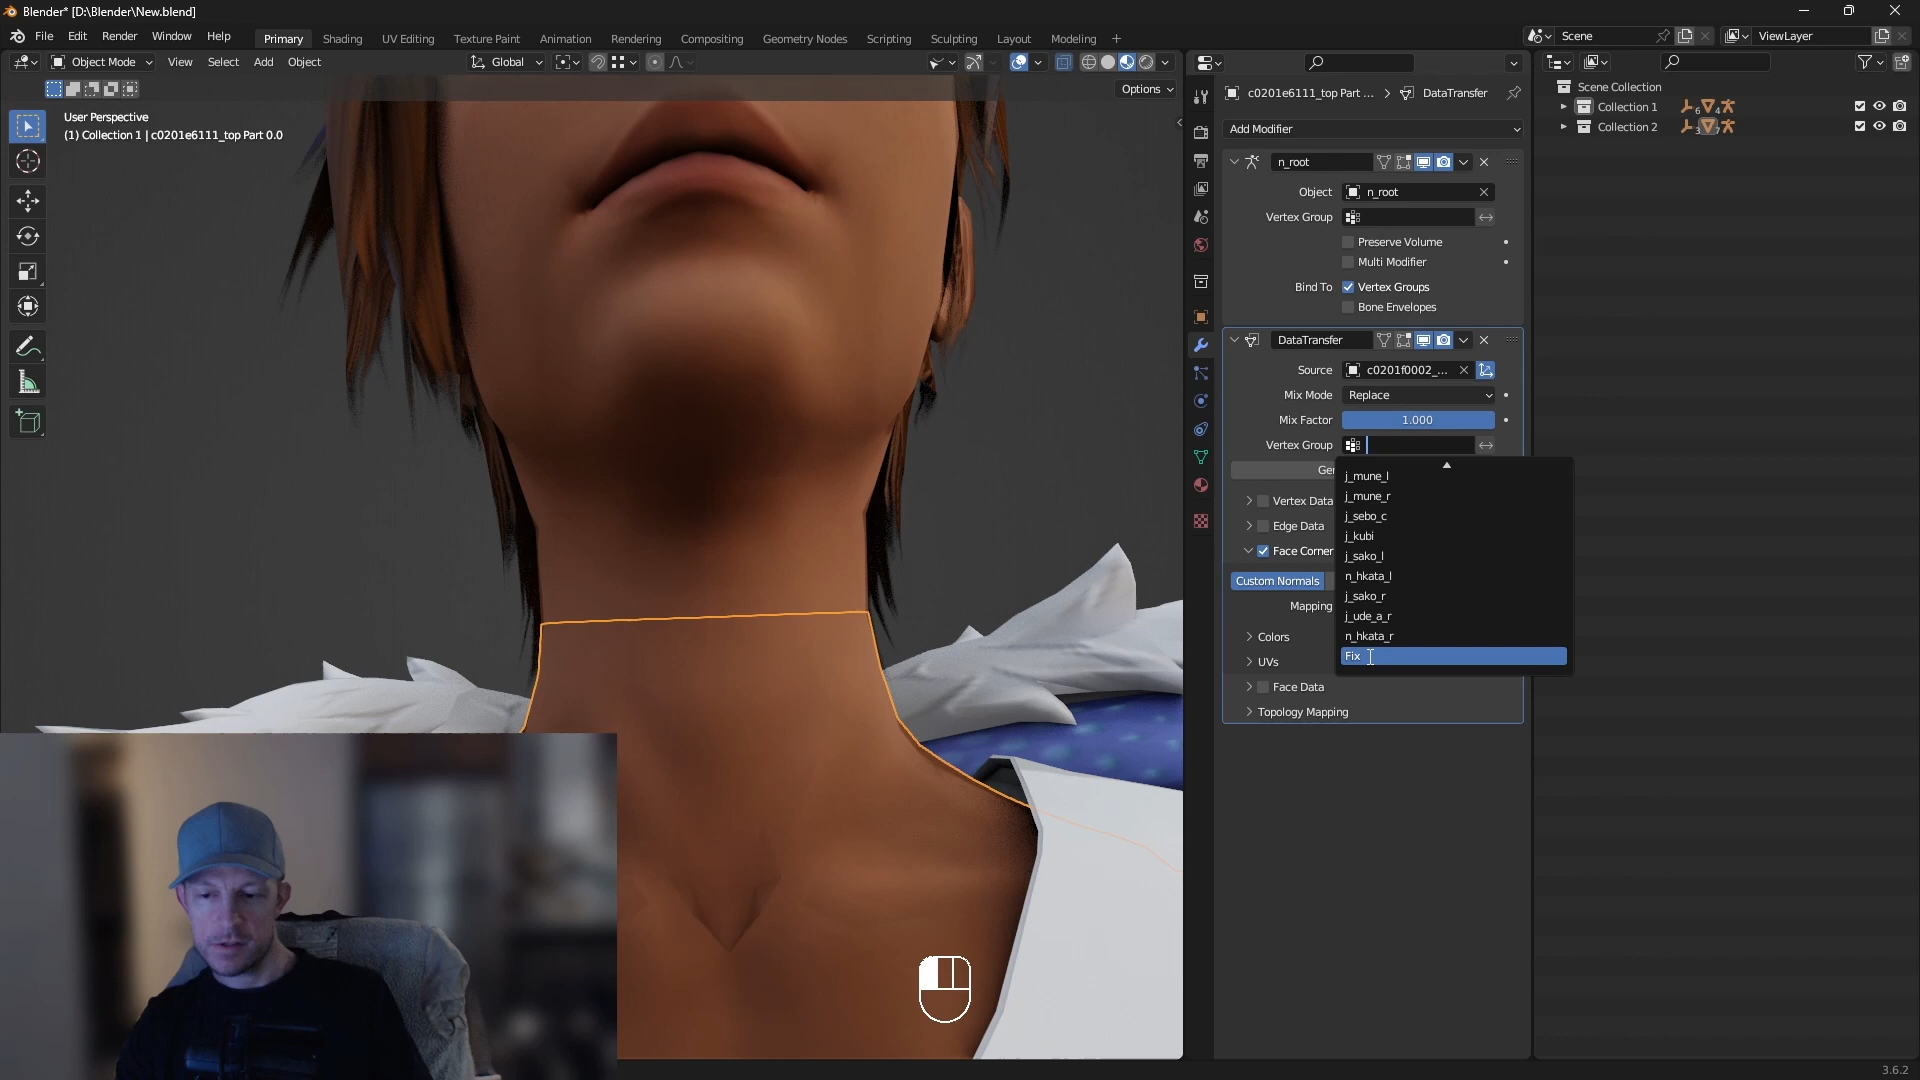 Blender* [D:\Blender\New.blend]
File Edit Render Window Help
Primary Shading UV Editing Texture Paint Animation Rendering Compositing Geometry Nodes Scripting Sculpting Layout Modeling +
Scene
ViewLayer
Object Mode View Select Add Object
Global
Options
User Perspective
(1) Collection 1 | c0201e6111_top Part 0.0
c0201e6111_top Part ... > DataTransfer
Add Modifier
n_root
Object n_root
Vertex Group
Preserve Volume
Multi Modifier
Bind To Vertex Groups
Bone Envelopes
DataTransfer
Source c0201f0002_...
Mix Mode Replace
Mix Factor 1.000
Vertex Group
Ge
Vertex Data
Edge Data
Face Corner
Custom Normals
Mapping
Colors
UVs
Face Data
Topology Mapping
j_mune_l
j_mune_r
j_sebo_c
j_kubi
j_sako_l
n_hkata_l
j_sako_r
j_ude_a_r
n_hkata_r
Fix
Scene Collection
Collection 1 6 4
Collection 2 3 7
3.6.2